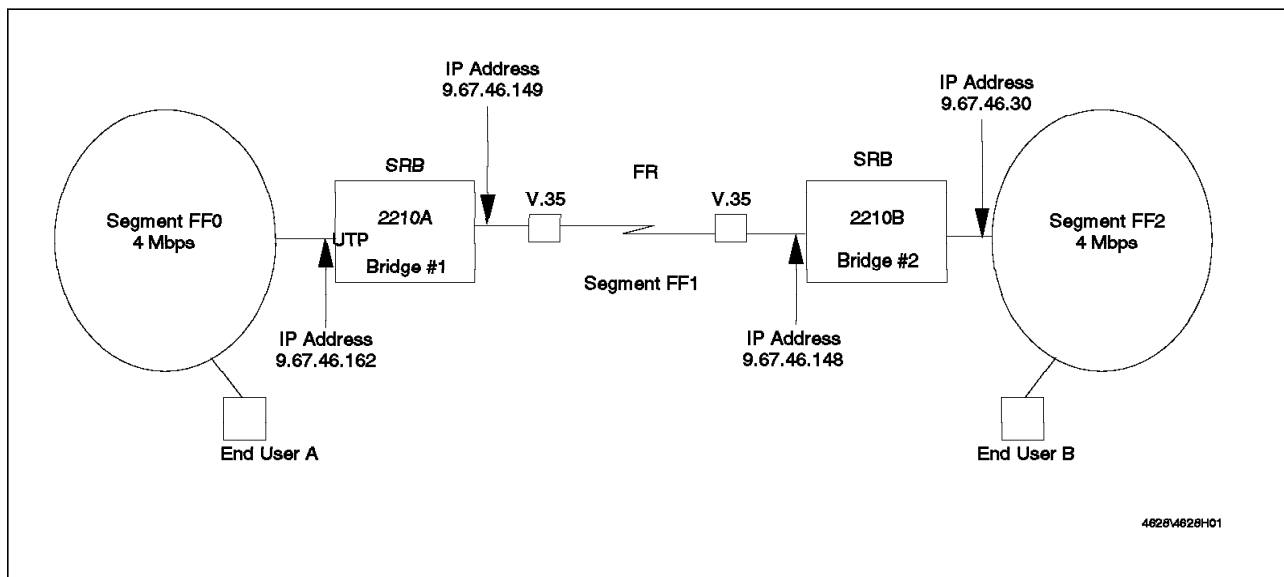 IP Address
9.67.46.149
IP Address
9.67.46.30
SRB
FR
SRB
V.35
V.35
Segment FF0
4 Mbps
2210A
UTP
Bridge #1
Segment FF1
2210B
Bridge #2
Segment FF2
4 Mbps
IP Address
9.67.46.162
IP Address
9.67.46.148
End User A
End User B
4628\4628H01